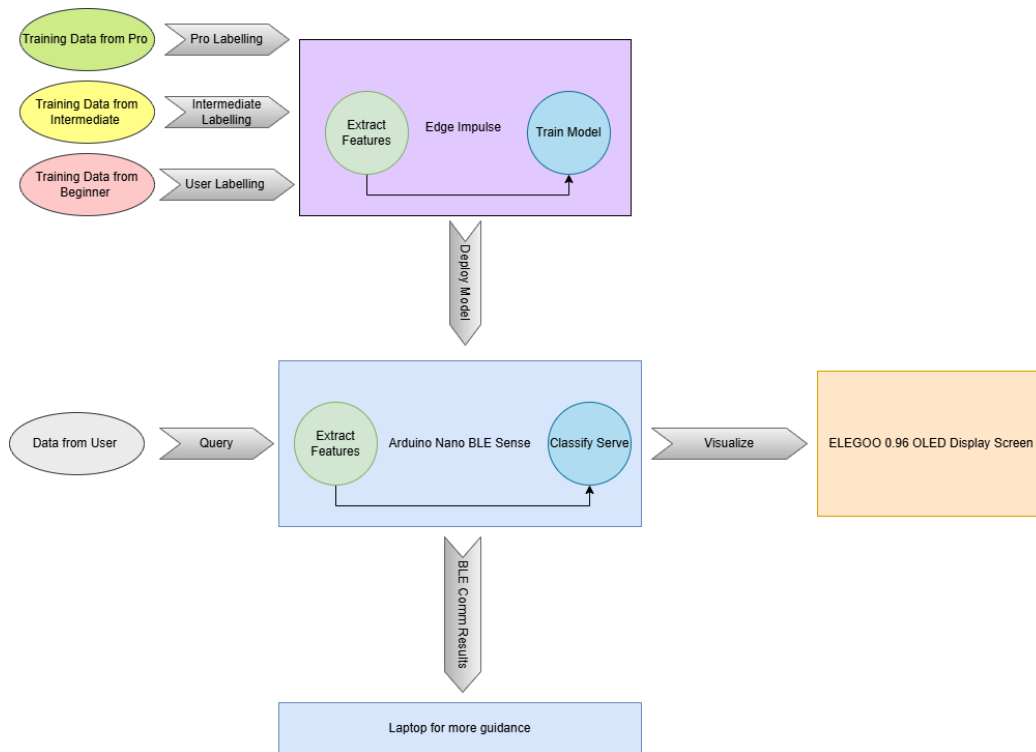 Training Data from Pro
Pro Labelling
Training Data from
Intermediate
Intermediate
Labelling
Training Data from
Beginner
User Labelling
Extract
Features
Edge Impulse
Train Model
Deploy Model
Data from User
Query
Extract
Features
Arduino Nano BLE Sense
Classify Serve
Visualize
ELEGOO 0.96 OLED Display Screen
BLE Comm Results
Laptop for more guidance